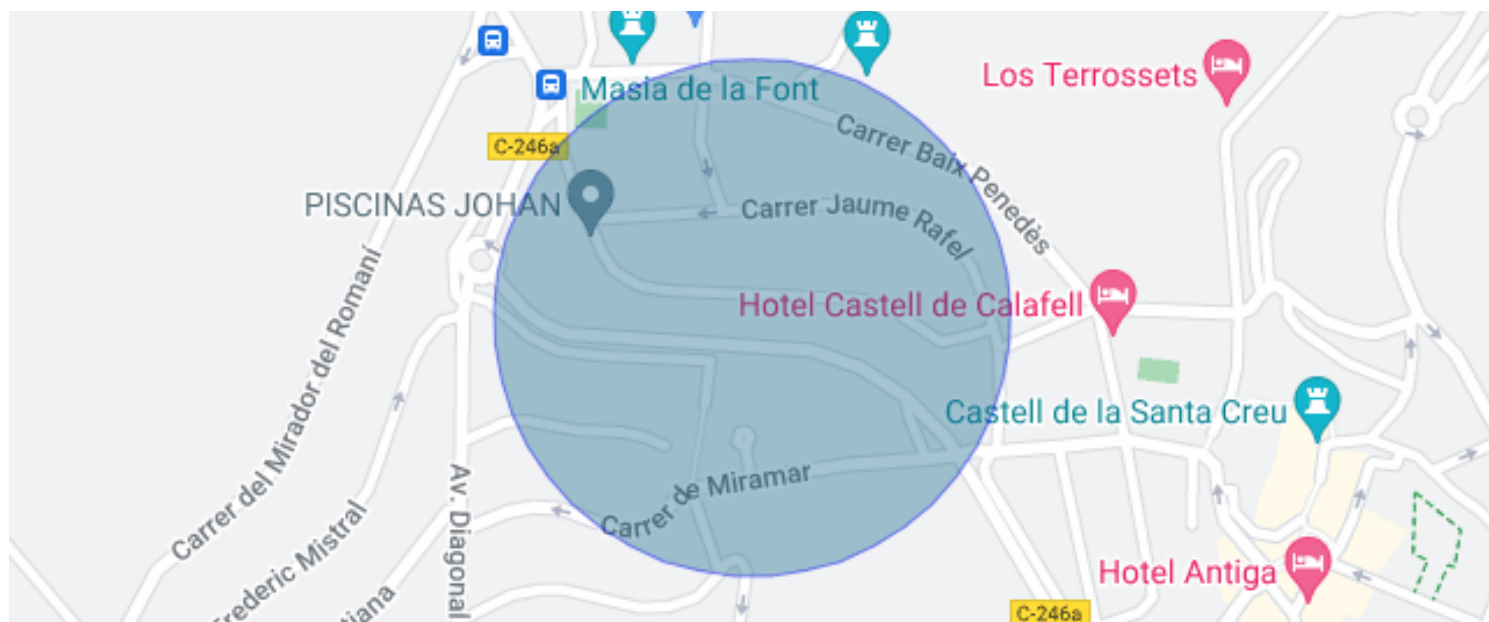 Los Terrossets
Masia de la Font
C-246a
Carrer Baix Penedès
PISCINAS JOHAN
Carrer Jaume Rafel
Hotel Castell de Calafell
Carrer del Mirador del Romaní
Castell de la Santa Creu
Av. Diagonal
Carrer de Miramar
Frederic Mistral
tiana
Hotel Antiga
C-246a